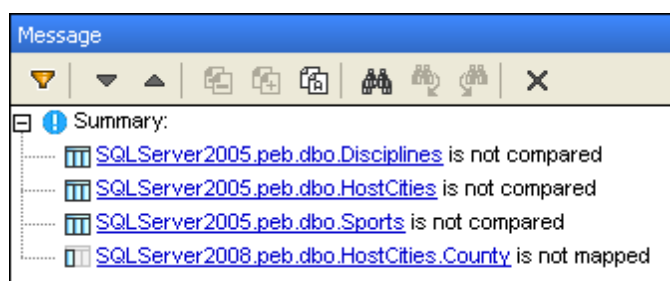 Message
Summary:
SQLServer2005.peb.dbo.Disciplines is not compared
SQLServer2005.peb.dbo.HostCities is not compared
SQLServer2005.peb.dbo.Sports is not compared
SQLServer2008.peb.dbo.HostCities.County is not mapped